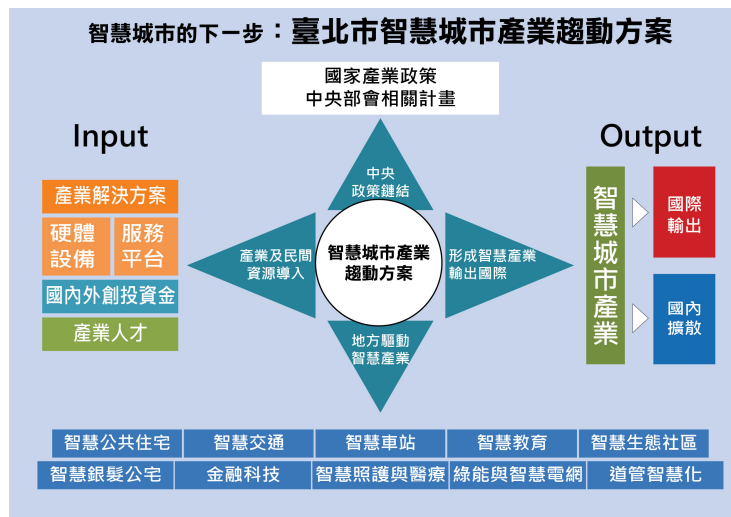 智慧城市的下一步：臺北市智慧城市產業趨動方案
國家產業政策
中央部會相關計畫
Input
Output
產業解決方案
硬體
設備
服務
平台
國內外創投資金
產業人才
中央
政策鏈結
產業及民間
資源導入
智慧城市產業
趨動方案
形成智慧產業
輸出國際
地方驅動
智慧產業
智慧城市產業
國際
輸出
國內
擴散
智慧公共住宅
智慧交通
智慧車站
智慧教育
智慧生態社區
智慧銀髮公宅
金融科技
智慧照護與醫療
綠能與智慧電網
道管智慧化